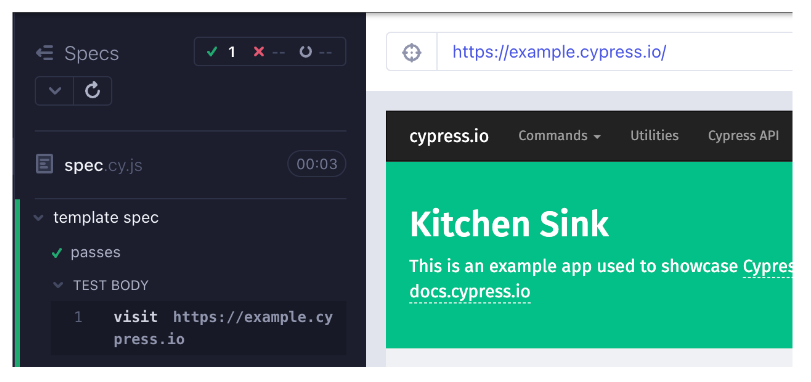 Specs
1 -- --
spec.cy.js 00:03
template spec
passes
TEST BODY
1 visit https://example.cy
press.io
https://example.cypress.io/
cypress.io Commands Utilities Cypress API
Kitchen Sink
This is an example app used to showcase Cypres
docs.cypress.io